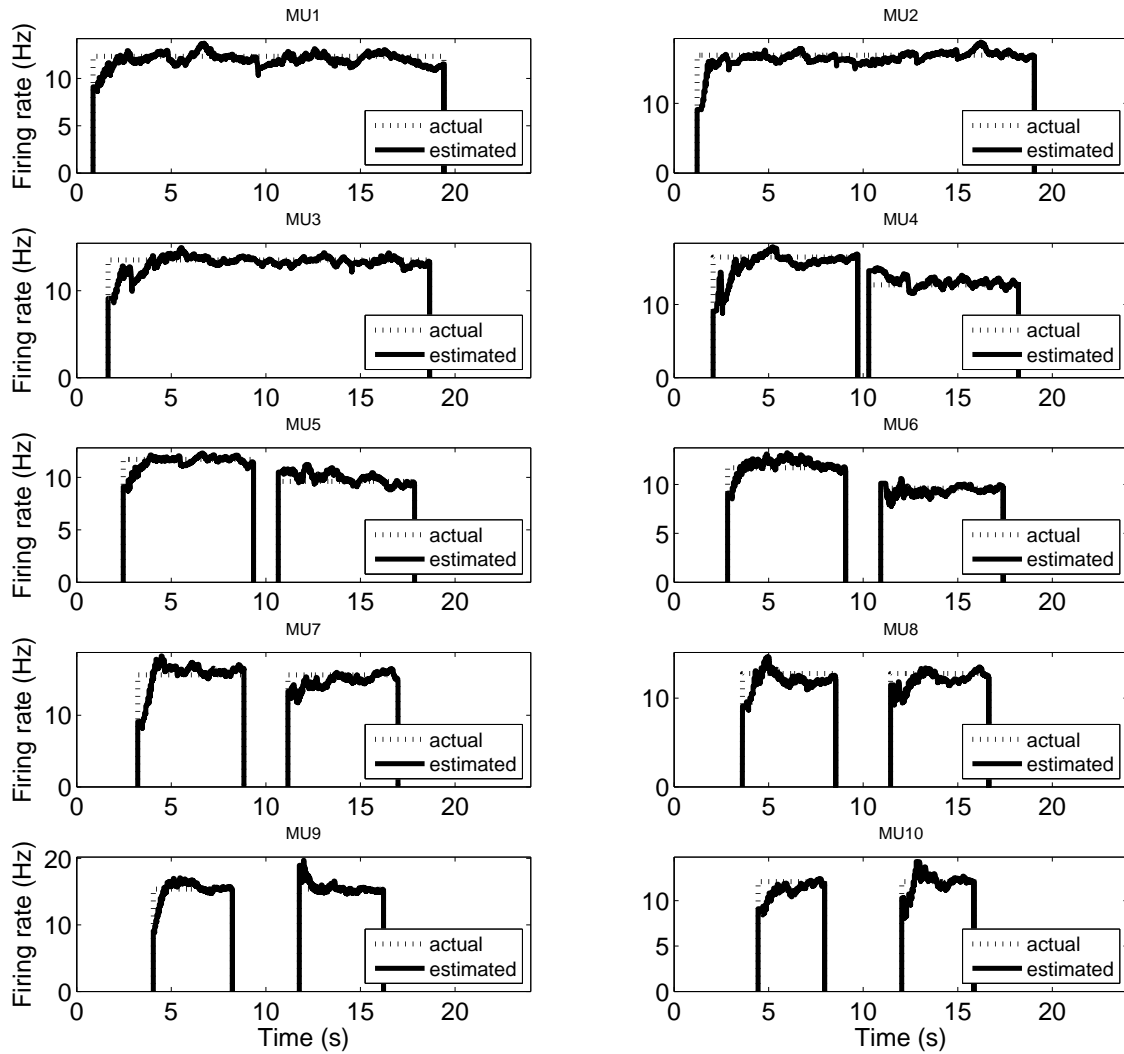 MU1
Firing rate (Hz)
10
5
0
0 5 10 15 20
actual
estimated
MU2
10
0
0 5 10 15 20
actual
estimated
MU3
Firing rate (Hz)
10
0
0 5 10 15 20
actual
estimated
MU4
10
0
0 5 10 15 20
actual
estimated
MU5
Firing rate (Hz)
10
5
0
0 5 10 15 20
actual
estimated
MU6
10
5
0
0 5 10 15 20
actual
estimated
MU7
Firing rate (Hz)
10
0
0 5 10 15 20
actual
estimated
MU8
10
5
0
0 5 10 15 20
actual
estimated
MU9
Firing rate (Hz)
20
10
0
0 5 10 15 20
Time (s)
actual
estimated
MU10
10
5
0
0 5 10 15 20
Time (s)
actual
estimated